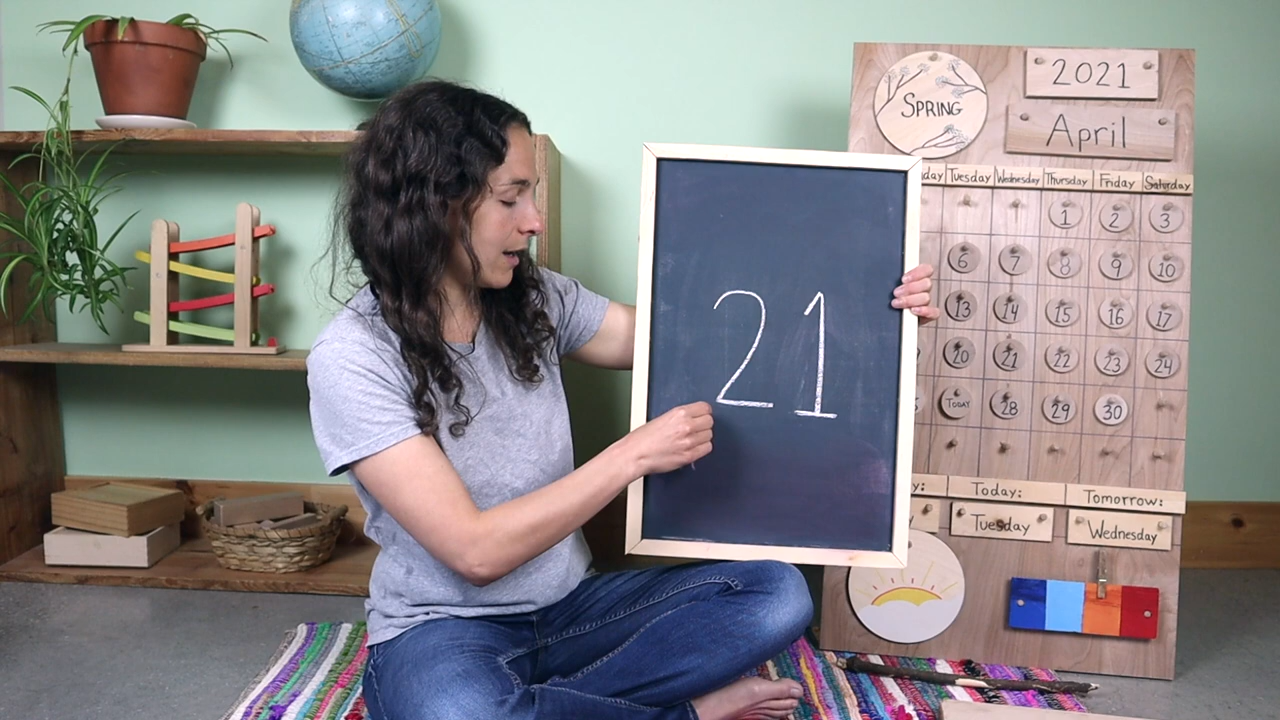 2021
SPRING
April
day Tuesday Wednesday Thursday Friday Saturday
1 2 3
6 7 8 9 10
13 14 15 16 17
20 21 22 23 24
TODAY 28 29 30
21
Today: Tomorrow:
Tuesday Wednesday